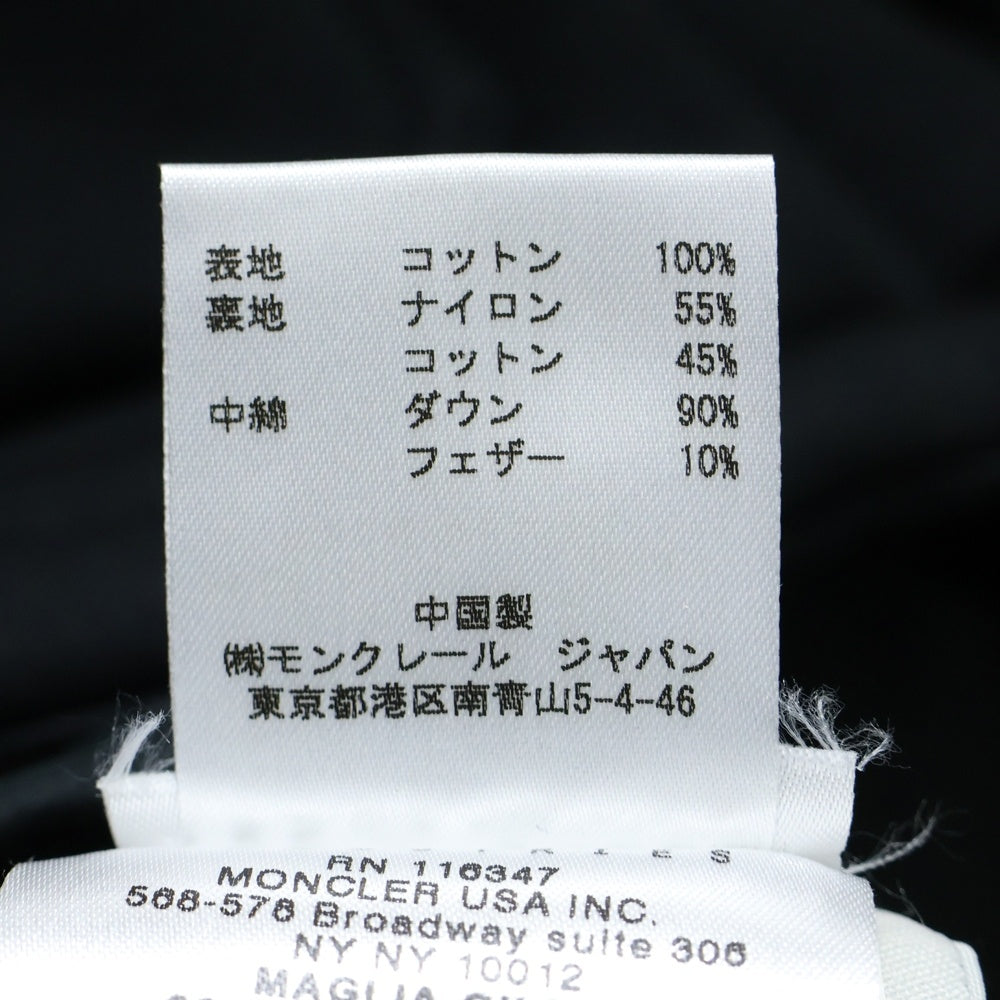 表地 コットン 100%
裏地 ナイロン 55%
コットン 45%
中綿 ダウン 90%
フェザー 10%
中国製
㈱モンクレール ジャパン
東京都港区南青山5-4-46
RN 116347
MONCLER USA INC.
568-578 Broadway suite 306
NY NY 10012
MAGLIA